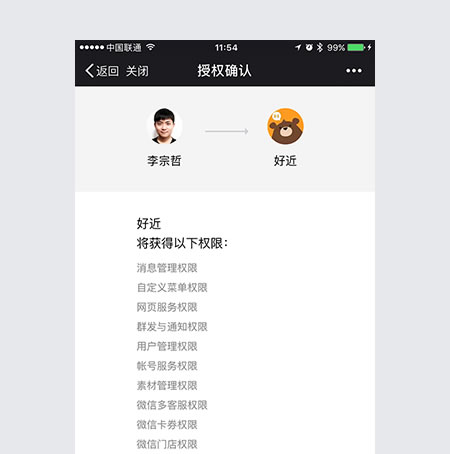 中国联通 11:54 99%
返回 关闭 授权确认
李宗哲 好近
好近
将获得以下权限：
消息管理权限
自定义菜单权限
网页服务权限
群发与通知权限
用户管理权限
帐号服务权限
素材管理权限
微信多客服权限
微信卡券权限
微信门店权限